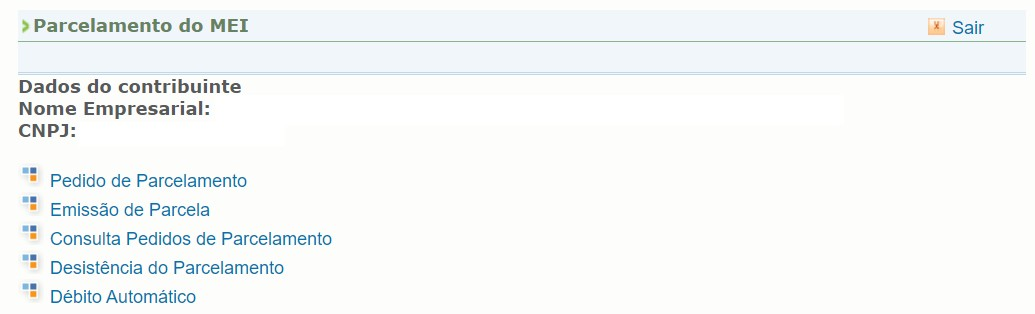 Parcelamento do MEI
Sair
Dados do contribuinte
Nome Empresarial:
CNPJ:
Pedido de Parcelamento
Emissão de Parcela
Consulta Pedidos de Parcelamento
Desistência do Parcelamento
Débito Automático